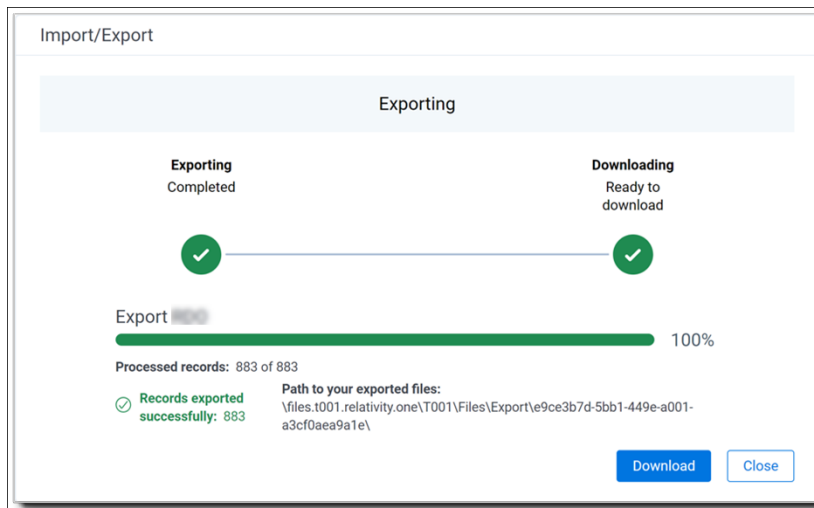 Import/Export
Exporting
Exporting
Completed
Downloading
Ready to
download
Export
100%
Processed records: 883 of 883
Records exported
successfully: 883
Path to your exported files:
\files.t001.relativity.one\T001\Files\Export\e9ce3b7d-5bb1-449e-a001-
a3cf0aea9a1e\
Download
Close